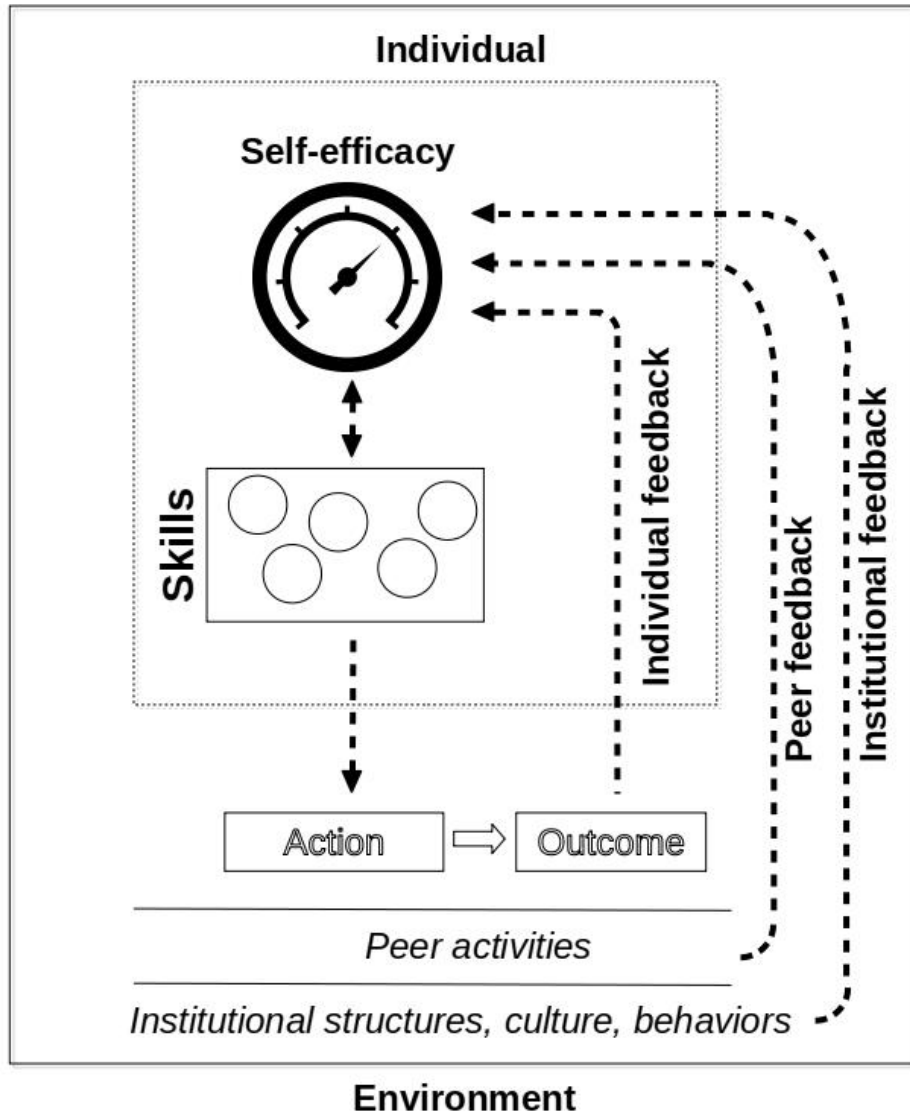 Individual
Self-efficacy
Skills
Individual feedback
Peer feedback
Institutional feedback
Action
Outcome
Peer activities
Institutional structures, culture, behaviors
Environment